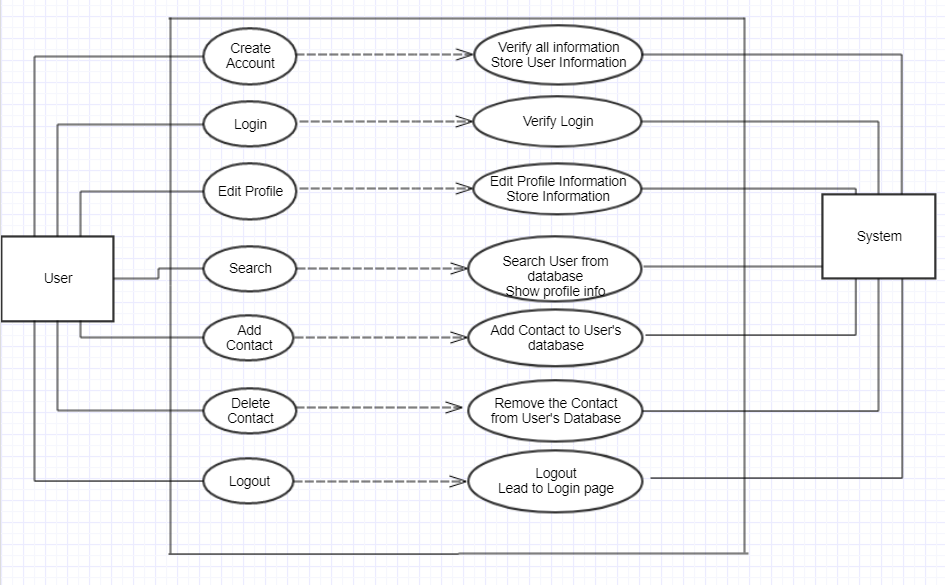 Create
Account
Verify all information
Store User Information
Login
Verify Login
Edit Profile
Edit Profile Information
Store Information
System
User
Search
Search User from
database
Show profile info
Add
Contact
Add Contact to User's
database
Delete
Contact
Remove the Contact
from User's Database
Logout
Logout
Lead to Login page